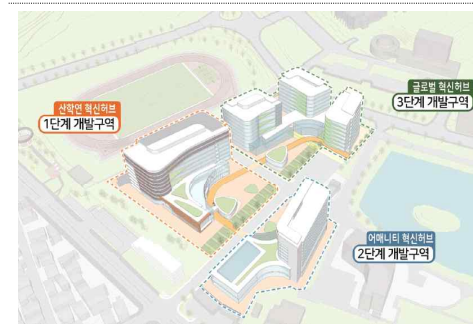 산학연 혁신허브
1단계 개발구역
글로벌 혁신허브
3단계 개발구역
어매니티 혁신허브
2단계 개발구역